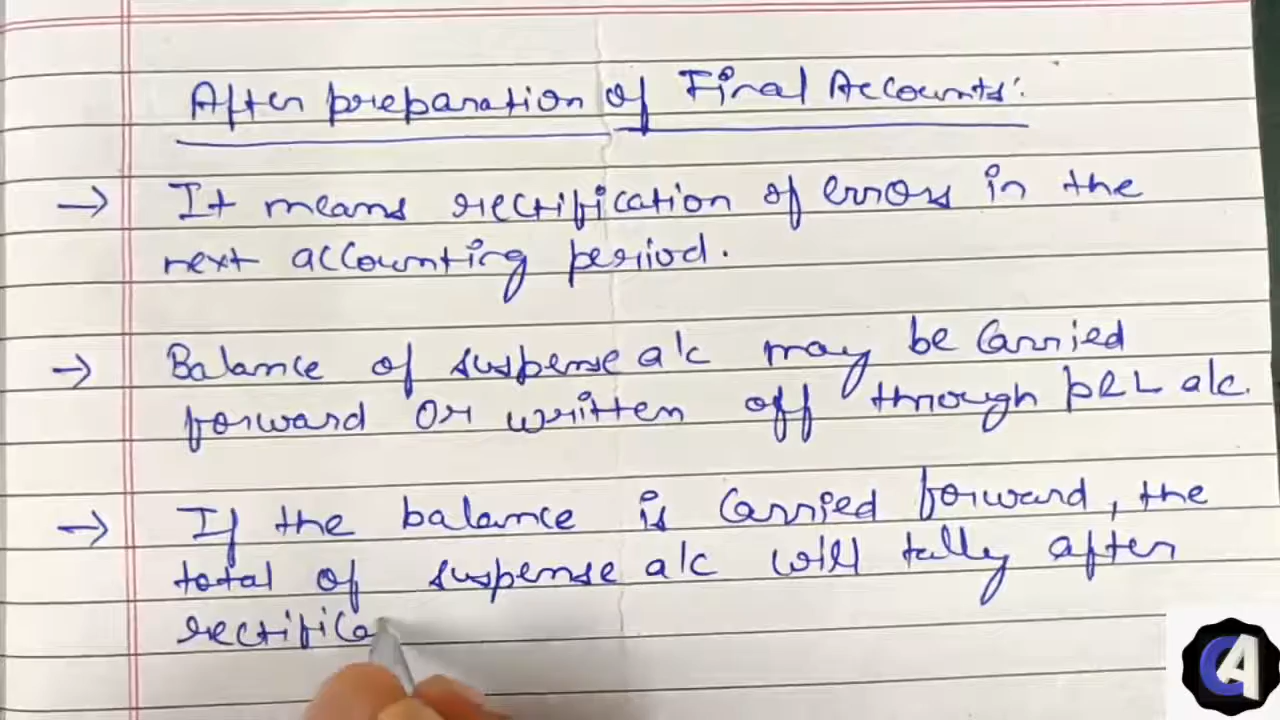 After preparation of Final Accounts:
→ It means rectification of errors in the
next accounting period.
→ Balance of suspense a/c may be Carried
forward or written off through P&L a/c.
→ If the balance is Carried forward, the
total of suspense a/c will tally after
rectifica
CA